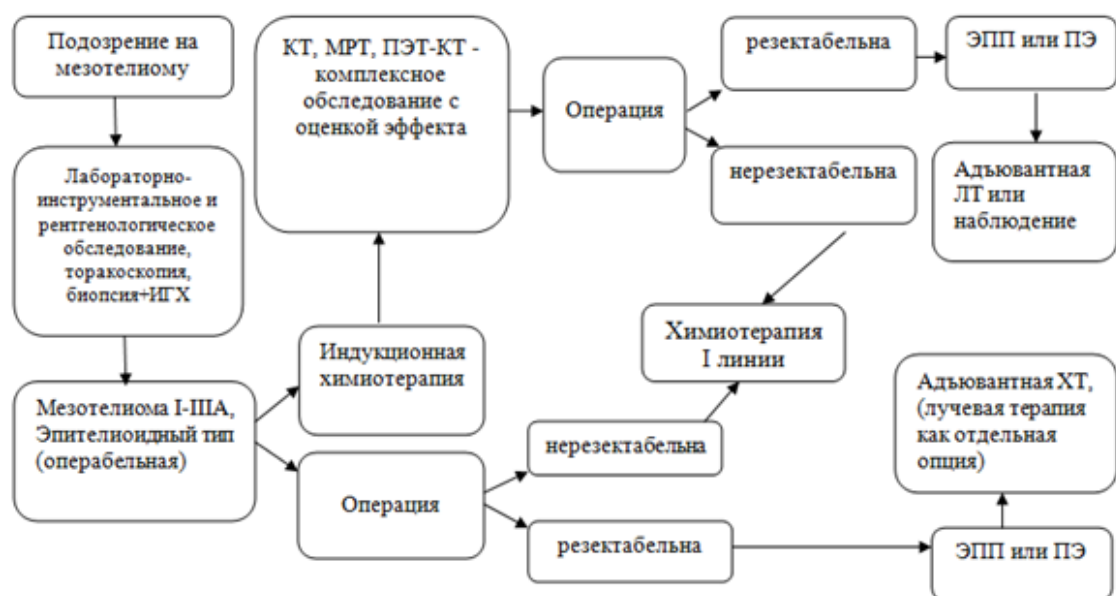 Подозрение на
мезотелиому
КТ, МРТ, ПЭТ-КТ -
комплексное
обследование с
оценкой эффекта
Операция
резектабельна
ЭПП или ПЭ
нерезектабельна
Адъювантная
ЛТ или
наблюдение
Лабораторно-
инструментальное и
рентгенологическое
обследование,
торакоскопия,
биопсия+ИГХ
Индукционная
химиотерапия
Химиотерапия
I линии
Мезотелиома I-IIIA,
Эпителиоидный тип
(операбельная)
Операция
нерезектабельна
резектабельна
Адъювантная ХТ,
(лучевая терапия
как отдельная
опция)
ЭПП или ПЭ